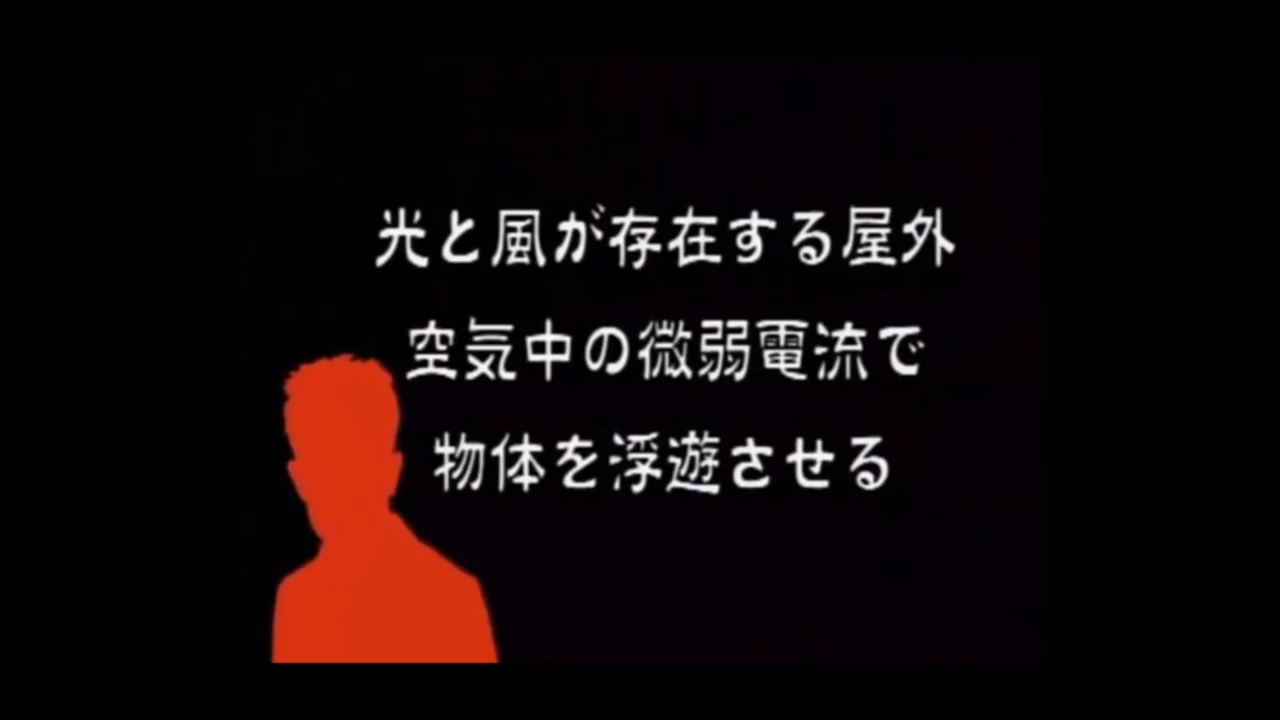 光と風が存在する屋外
空気中の微弱電流で
物体を浮遊させる